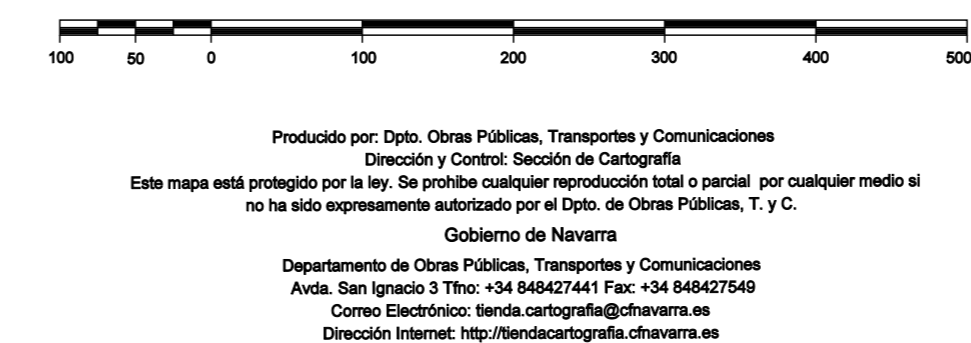 100 50 0 100 200 300 400 500
Producido por: Dpto. Obras Públicas, Transportes y Comunicaciones
Dirección y Control: Sección de Cartografía
Este mapa está protegido por la ley. Se prohibe cualquier reproducción total o parcial por cualquier medio si
no ha sido expresamente autorizado por el Dpto. de Obras Públicas, T. y C.
Gobierno de Navarra
Departamento de Obras Públicas, Transportes y Comunicaciones
Avda. San Ignacio 3 Tfno: +34 848427441 Fax: +34 848427549
Correo Electrónico: tienda.cartografia@cfnavarra.es
Dirección Internet: http://tiendacartografia.cfnavarra.es